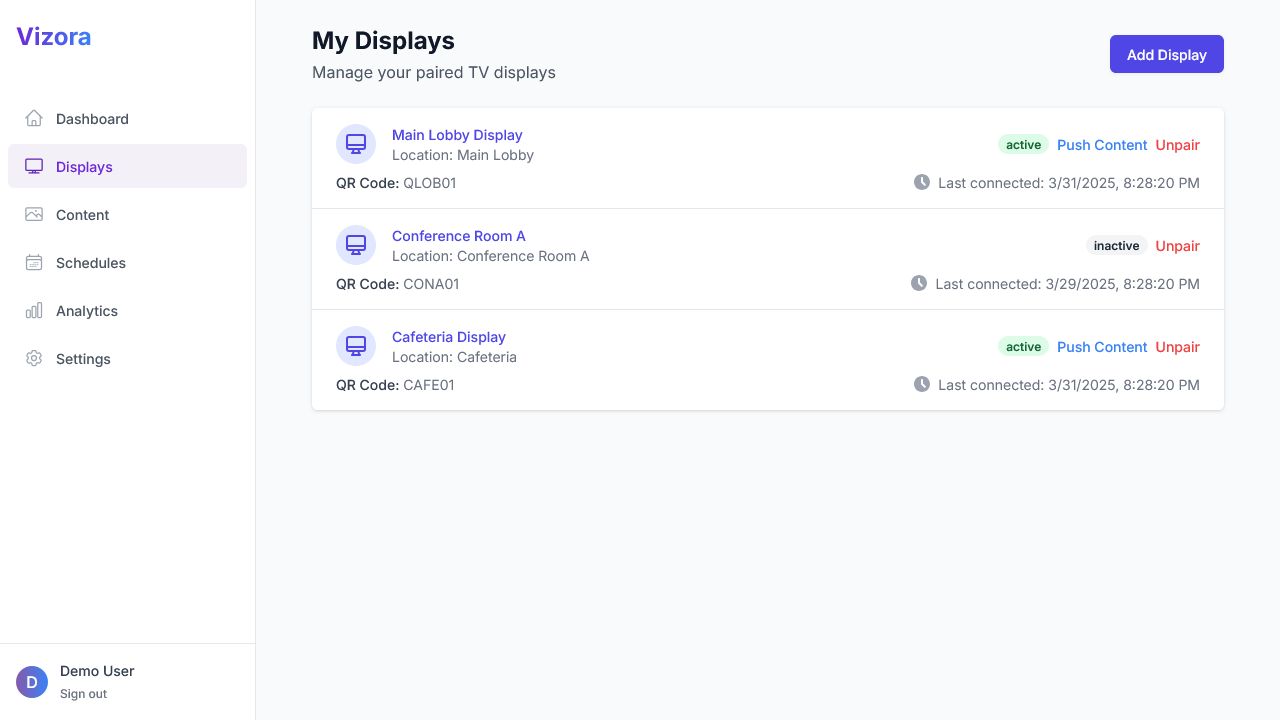 Vizora
Dashboard
Displays
Content
Schedules
Analytics
Settings
D
Demo User
Sign out
My Displays
Manage your paired TV displays
Add Display
Main Lobby Display
Location: Main Lobby
active Push Content Unpair
QR Code: QLOB01
Last connected: 3/31/2025, 8:28:20 PM
Conference Room A
Location: Conference Room A
inactive Unpair
QR Code: CONA01
Last connected: 3/29/2025, 8:28:20 PM
Cafeteria Display
Location: Cafeteria
active Push Content Unpair
QR Code: CAFE01
Last connected: 3/31/2025, 8:28:20 PM